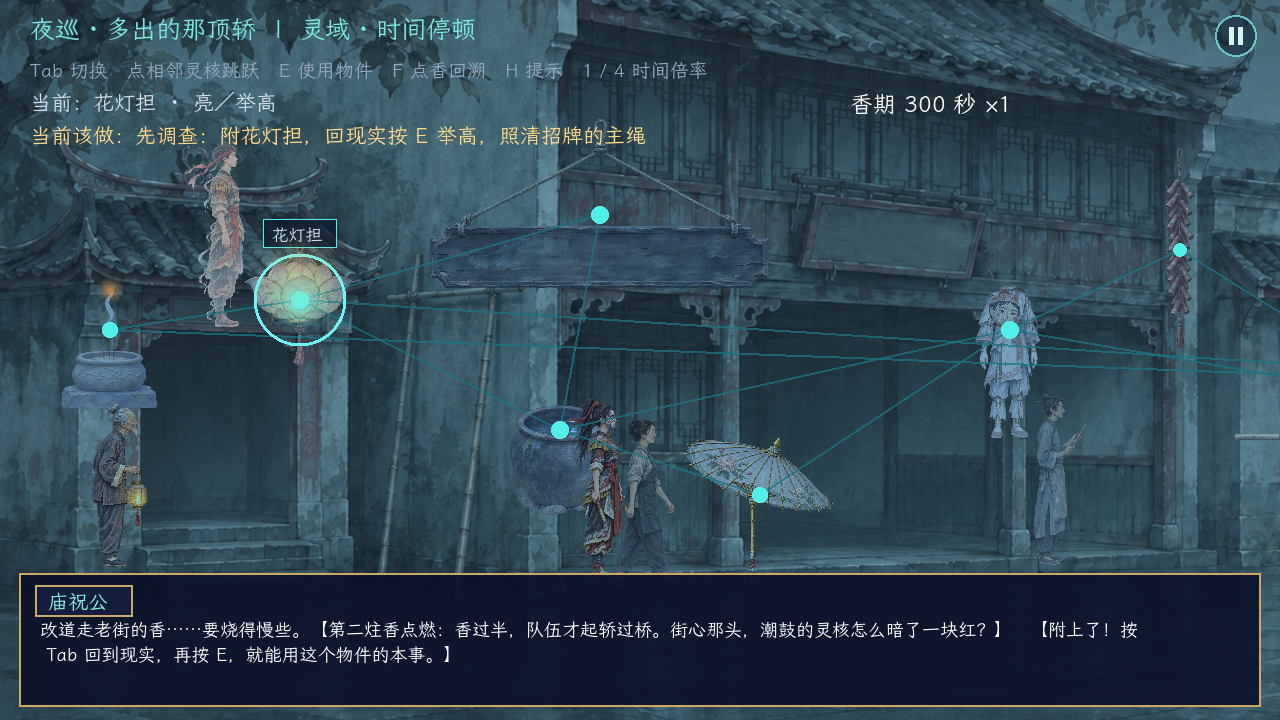 夜巡·多出的那顶轿 | 灵域·时间停顿
Tab 切换 点相邻灵核跳跃 E 使用物件 F 点香回溯 H 提示 1 / 4 时间倍率
当前：花灯担 · 亮／举高
香期 300 秒 ×1
当前该做：先调查：附花灯担，回现实按 E 举高，照清招牌的主绳
花灯担
庙祝公
改道走老街的香……要烧得慢些。【第二炷香点燃：香过半，队伍才起轿过桥。街心那头，潮鼓的灵核怎么暗了一块红？】 【附上了！按
Tab 回到现实，再按 E，就能用这个物件的本事。】